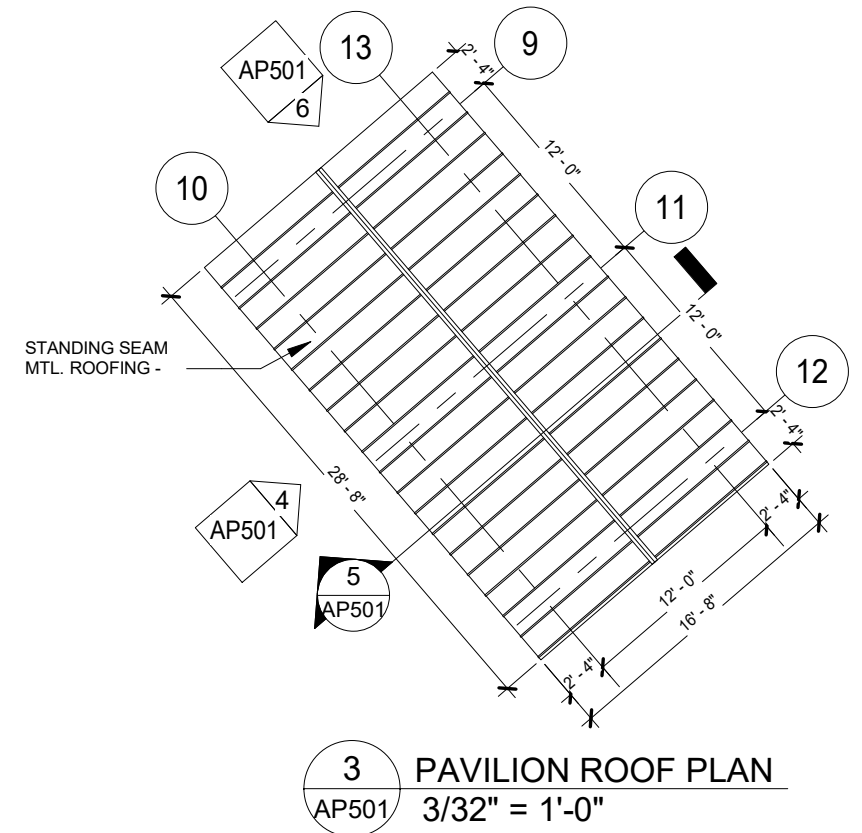 AP501
6
13
9
2' - 4"
12' - 0"
10
11
12' - 0"
STANDING SEAM
MTL. ROOFING -
12
2' - 4"
28' - 8"
4
AP501
2' - 4"
5
AP501
12' - 0"
16' - 8"
2' - 4"
3
AP501
PAVILION ROOF PLAN
3/32" = 1'-0"